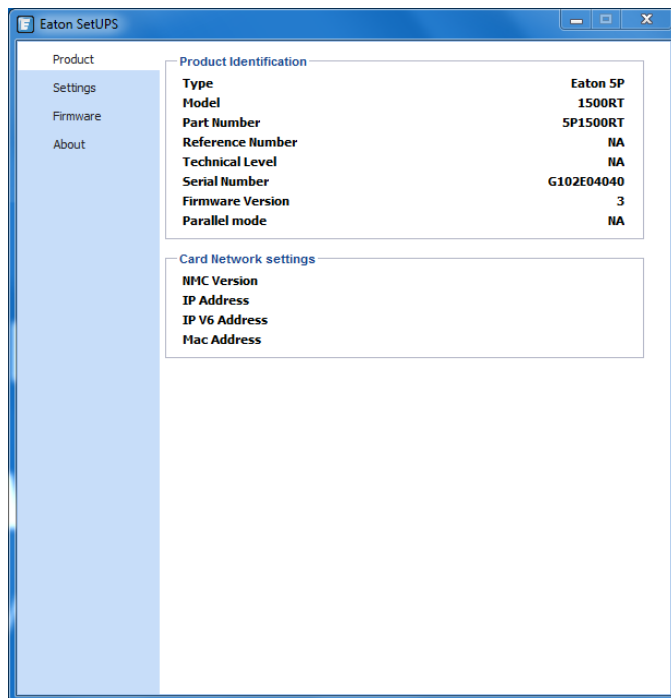 Eaton SetUPS
Product
Settings
Firmware
About
Product Identification
Type Eaton 5P
Model 1500RT
Part Number 5P1500RT
Reference Number NA
Technical Level NA
Serial Number G102E04040
Firmware Version 3
Parallel mode NA
Card Network settings
NMC Version
IP Address
IP V6 Address
Mac Address